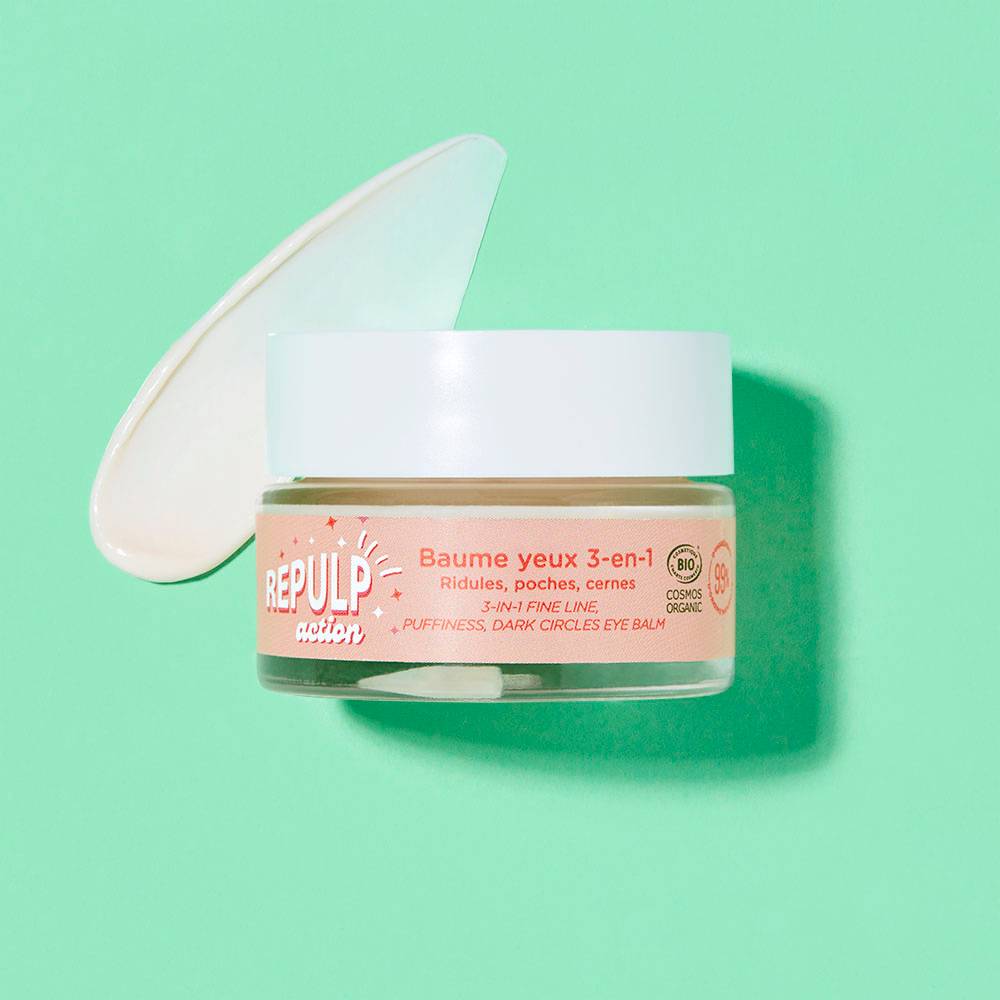 REPULP
action
Baume yeux 3-en-1
Ridules, poches, cernes
3-IN-1 FINE LINE,
PUFFINESS, DARK CIRCLES EYE BALM
BIO
COSMOS
ORGANIC
99%